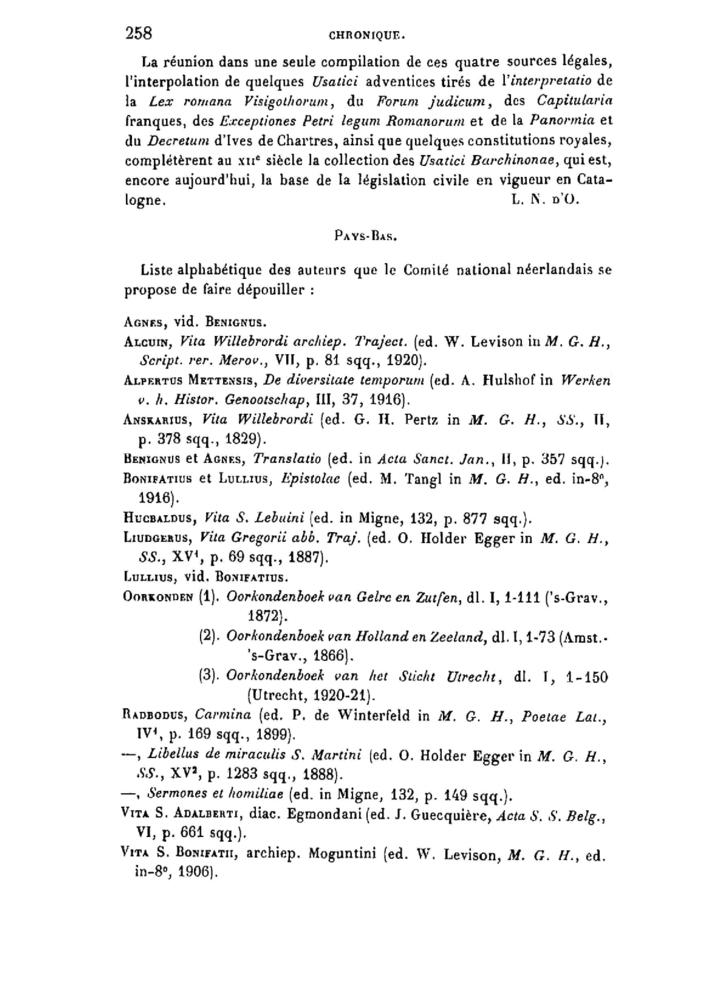 258 CHRONIQUE.
La réunion dans une seule compilation de ces quatre sources légales,
l'interpolation de quelques Usatici adventices tirés de l'interpretatio de
la Lex romana Visigothorum, du Forum judicum, des Capitularia
franques, des Exceptiones Petri legum Romanorum et de la Panormia et
du Decretum d'Ives de Chartres, ainsi que quelques constitutions royales,
complétèrent au XIIe siècle la collection des Usatici Barchinonae, qui est,
encore aujourd'hui, la base de la législation civile en vigueur en Cata-
logne. L. N. D'O.
PAYS-BAS.
Liste alphabétique des auteurs que le Comité national néerlandais se
propose de faire dépouiller :
AGNES, vid. BENIGNUS.
ALCUIN, Vita Willebrordi archiep. Traject. (ed. W. Levison in M. G. H.,
Script. rer. Merov., VII, p. 81 sqq., 1920).
ALPERTUS METTENSIS, De diversitate temporum (ed. A. Hulshof in Werken
v. h. Histor. Genootschap, III, 37, 1916).
ANSKARIUS, Vita Willebrordi (ed. G. H. Pertz in M. G. H., SS., II,
p. 378 sqq., 1829).
BENIGNUS et AGNES, Translatio (ed. in Acta Sanct. Jan., II, p. 357 sqq.).
BONIFATIUS et LULLIUS, Epistolae (ed. M. Tangl in M. G. H., ed. in-8º,
1916).
HUCBALDUS, Vita S. Lebuini (ed. in Migne, 132, p. 877 sqq.).
LIUDGERUS, Vita Gregorii abb. Traj. (ed. O. Holder Egger in M. G. H.,
SS., XV¹, p. 69 sqq., 1887).
LULLIUS, vid. BONIFATIUS.
OORKONDEN (1). Oorkondenboek van Gelre en Zutfen, dl. I, 1-111 ('s-Grav.,
1872).
(2). Oorkondenboek van Holland en Zeeland, dl. I, 1-73 (Amst.-
's-Grav., 1866).
(3). Oorkondenboek van het Sticht Utrecht, dl. I, 1-150
(Utrecht, 1920-21).
RADBODUS, Carmina (ed. P. de Winterfeld in M. G. H., Poetae Lat.,
IV¹, p. 169 sqq., 1899).
—, Libellus de miraculis S. Martini (ed. O. Holder Egger in M. G. H.,
SS., XV², p. 1283 sqq., 1888).
—, Sermones et homiliae (ed. in Migne, 132, p. 149 sqq.).
VITA S. ADALBERTI, diac. Egmondani (ed. J. Guecquière, Acta S. S. Belg.,
VI, p. 661 sqq.).
VITA S. BONIFATII, archiep. Moguntini (ed. W. Levison, M. G. H., ed.
in-8º, 1906).